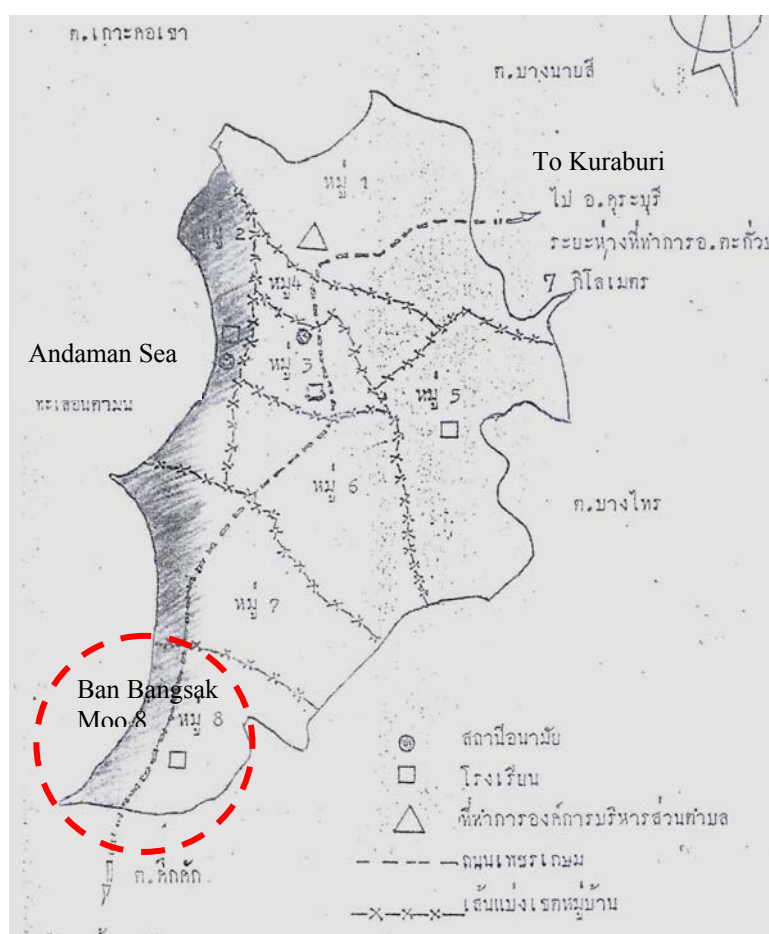 ต.เกาะคอเขา
ต.บางนายสี
To Kuraburi
ไป อ.คุระบุรี
ระยะห่างที่ทำการอ.ตะกั่วป
7 กิโลเมตร
หมู่ 1
หมู่ 2
หมู่4
หมู่ 3
หมู่ 5
Andaman Sea
ทะเลอันดามัน
หมู่ 6
ต.บางไทร
หมู่ 7
Ban Bangsak
Moo 8
หมู่ 8
สถานีอนามัย
โรงเรียน
ที่ทำการองค์การบริหารส่วนตำบล
ถนนเพชรเกษม
เส้นแบ่งเขตหมู่บ้าน
ต.คึกคัก